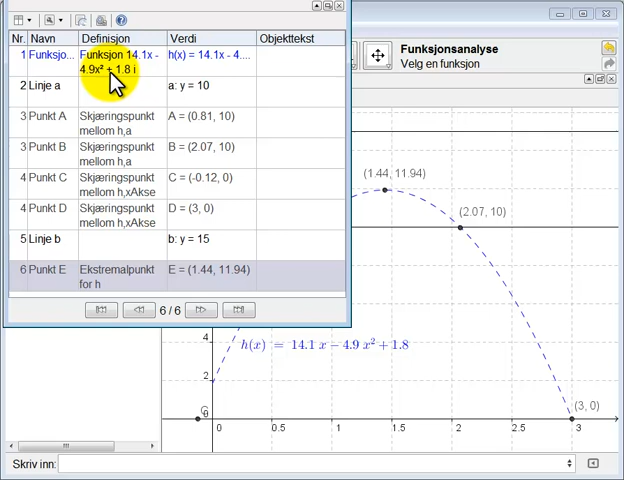 Nr. Navn Definisjon Verdi Objekttekst
1 Funksjo... Funksjon 14.1x - h(x) = 14.1x - 4....
4.9x² + 1.8 i
2 Linje a a: y = 10
3 Punkt A Skjæringspunkt A = (0.81, 10)
mellom h,a
3 Punkt B Skjæringspunkt B = (2.07, 10)
mellom h,a
4 Punkt C Skjæringspunkt C = (-0.12, 0)
mellom h,xAkse
4 Punkt D Skjæringspunkt D = (3, 0)
mellom h,xAkse
5 Linje b b: y = 15
6 Punkt E Ekstremalpunkt E = (1.44, 11.94)
for h
6 / 6
Funksjonsanalyse
Velg en funksjon
(1.44, 11.94)
(2.07, 10)
4
h(x) = 14.1 x − 4.9 x² + 1.8
2
(3, 0)
0
0 0.5 1 1.5 2 2.5 3
Skriv inn: